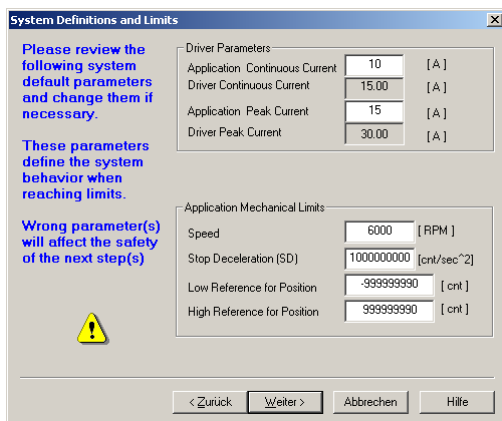 System Definitions and Limits
Please review the
following system
default parameters
and change them if
necessary.
These parameters
define the system
behavior when
reaching limits.
Wrong parameter(s)
will affect the safety
of the next step(s)
Driver Parameters
Application Continuous Current 10 [ A ]
Driver Continuous Current 15.00 [ A ]
Application Peak Current 15 [ A ]
Driver Peak Current 30.00 [ A ]
Application Mechanical Limits
Speed 6000 [ RPM ]
Stop Deceleration (SD) 1000000000 [cnt/sec^2]
Low Reference for Position -999999990 [ cnt ]
High Reference for Position 999999990 [ cnt ]
< Zurück Weiter > Abbrechen Hilfe